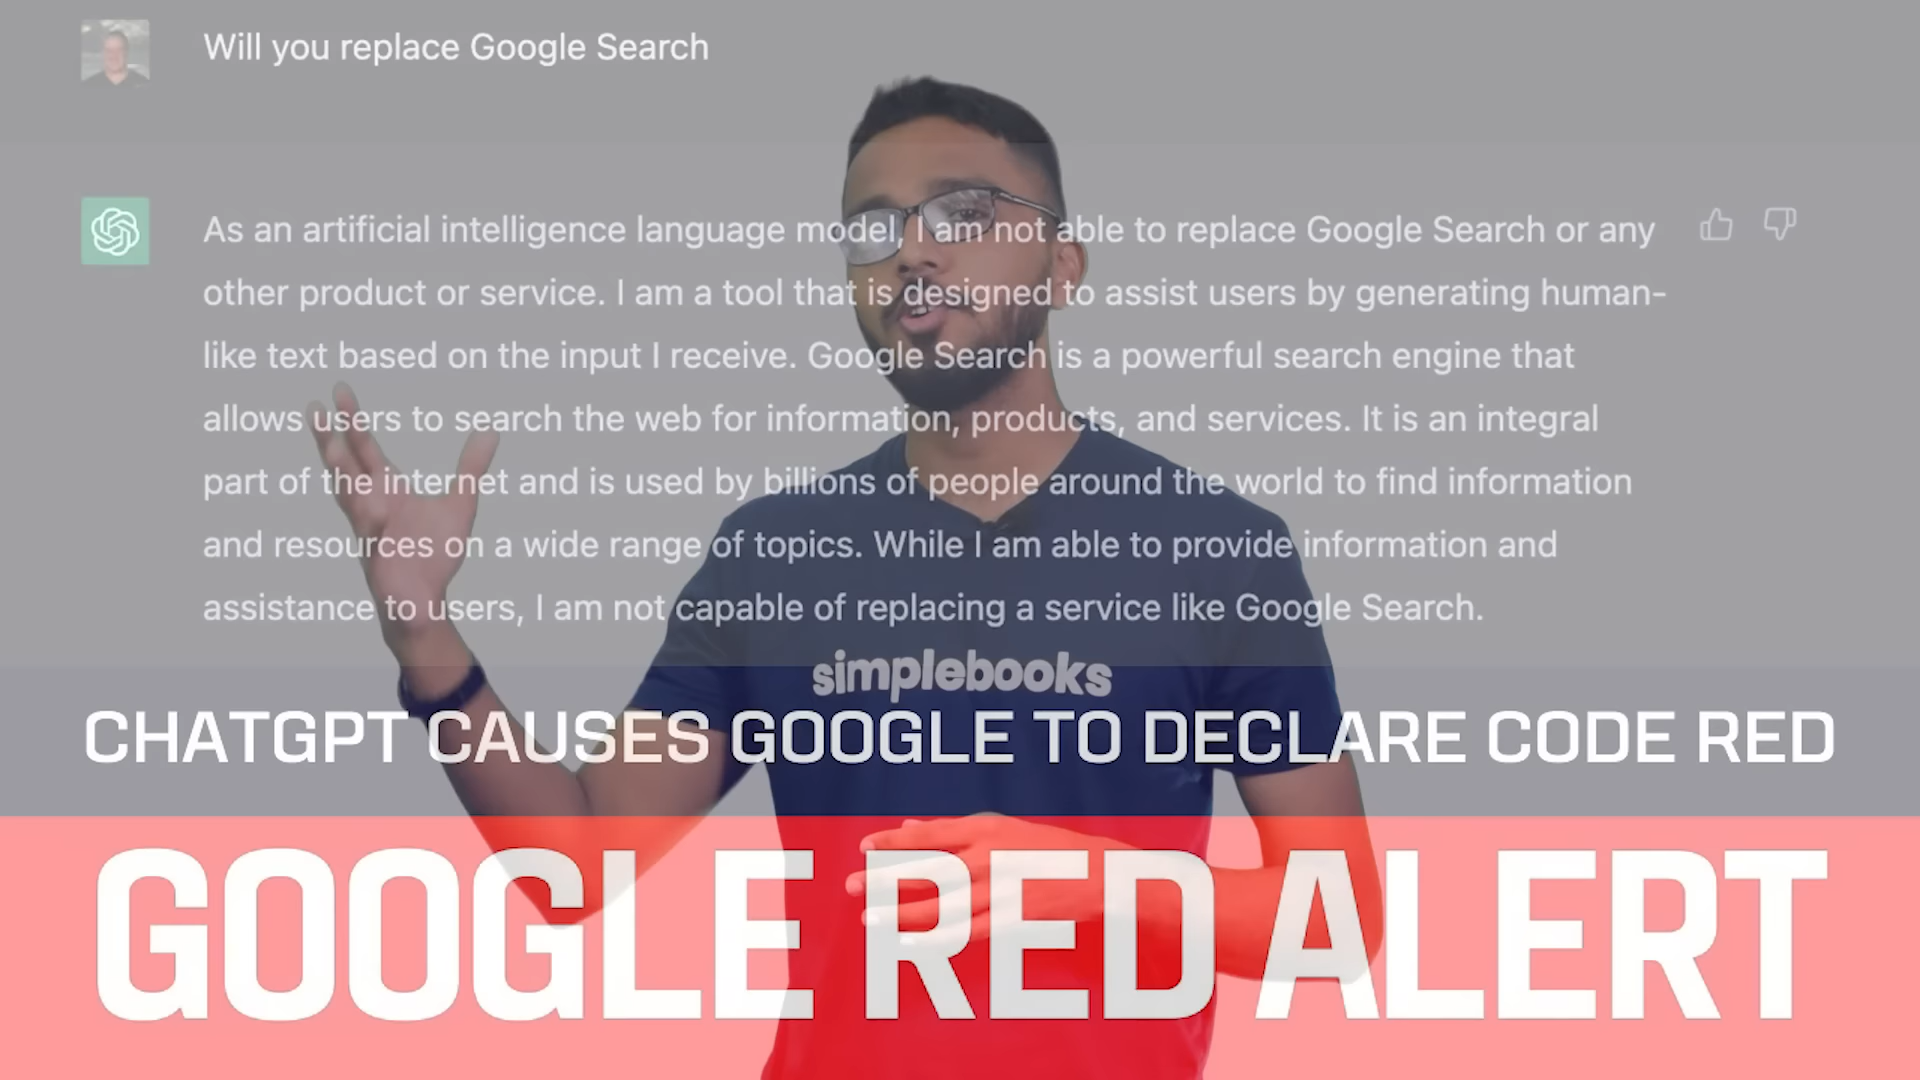 Will you replace Google Search
As an artificial intelligence language model, I am not able to replace Google Search or any
other product or service. I am a tool that is designed to assist users by generating human-
like text based on the input I receive. Google Search is a powerful search engine that
allows users to search the web for information, products, and services. It is an integral
part of the internet and is used by billions of people around the world to find information
and resources on a wide range of topics. While I am able to provide information and
assistance to users, I am not capable of replacing a service like Google Search.
simplebooks
CHATGPT CAUSES GOOGLE TO DECLARE CODE RED
GOOGLE RED ALERT